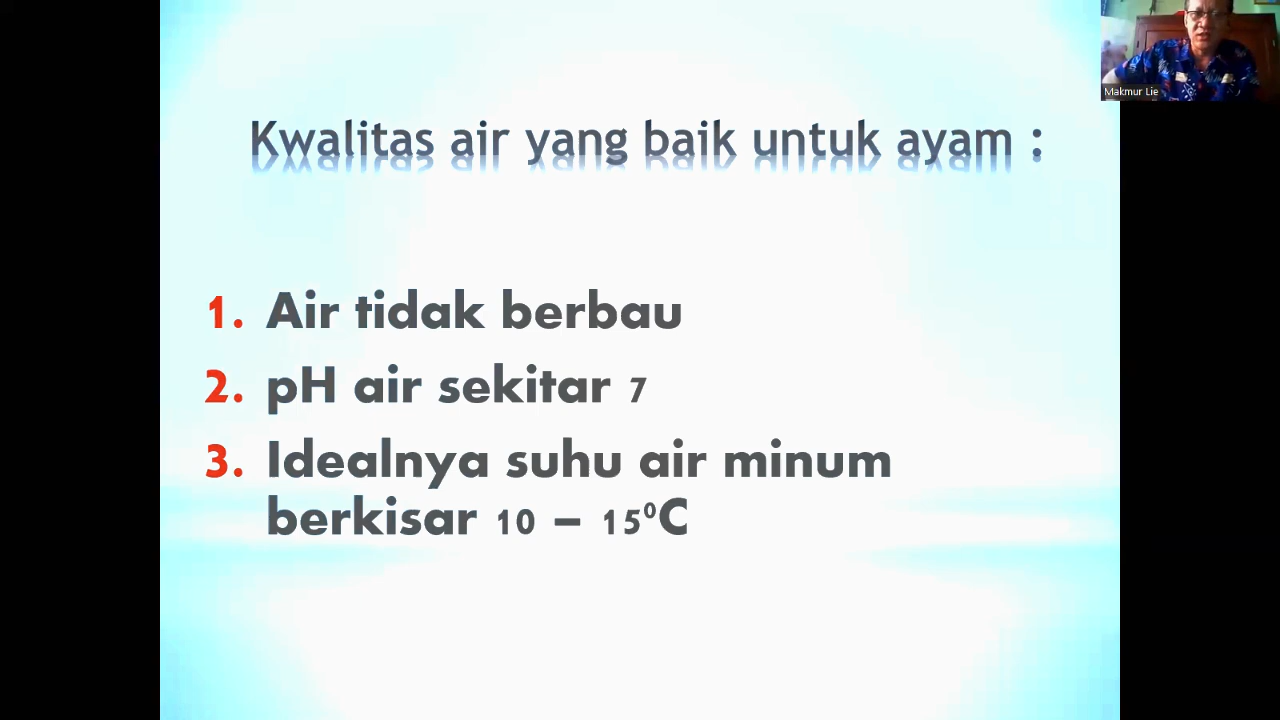 Makmur Lie
Kwalitas air yang baik untuk ayam :
1. Air tidak berbau
2. pH air sekitar 7
3. Idealnya suhu air minum
berkisar 10 – 15⁰C